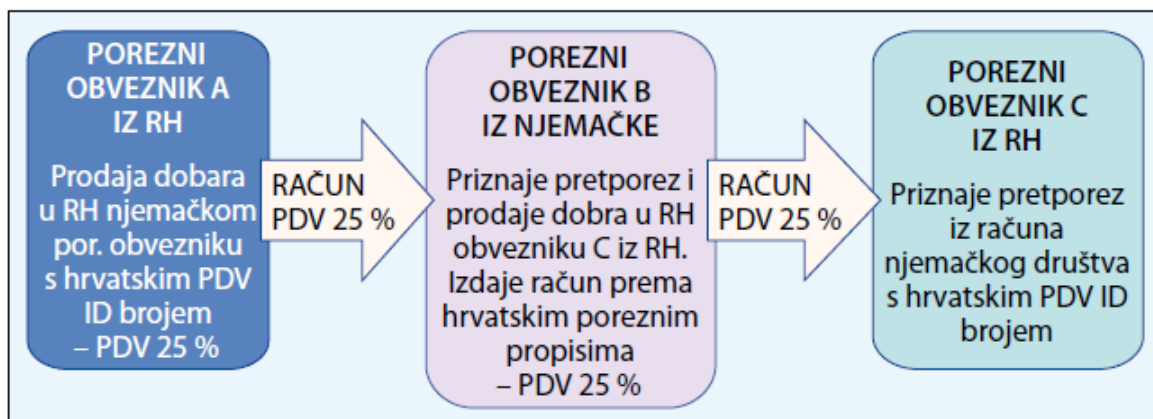 POREZNI
OBVEZNIK A
IZ RH
Prodaja dobara
u RH njemačkom
por. obvezniku
s hrvatskim PDV
ID brojem
– PDV 25 %
RAČUN
PDV 25 %
POREZNI
OBVEZNIK B
IZ NJEMAČKE
Priznaje pretporez i
prodaje dobra u RH
obvezniku C iz RH.
Izdaje račun prema
hrvatskim poreznim
propisima
– PDV 25 %
RAČUN
PDV 25 %
POREZNI
OBVEZNIK C
IZ RH
Priznaje pretporez
iz računa
njemačkog društva
s hrvatskim PDV ID
brojem